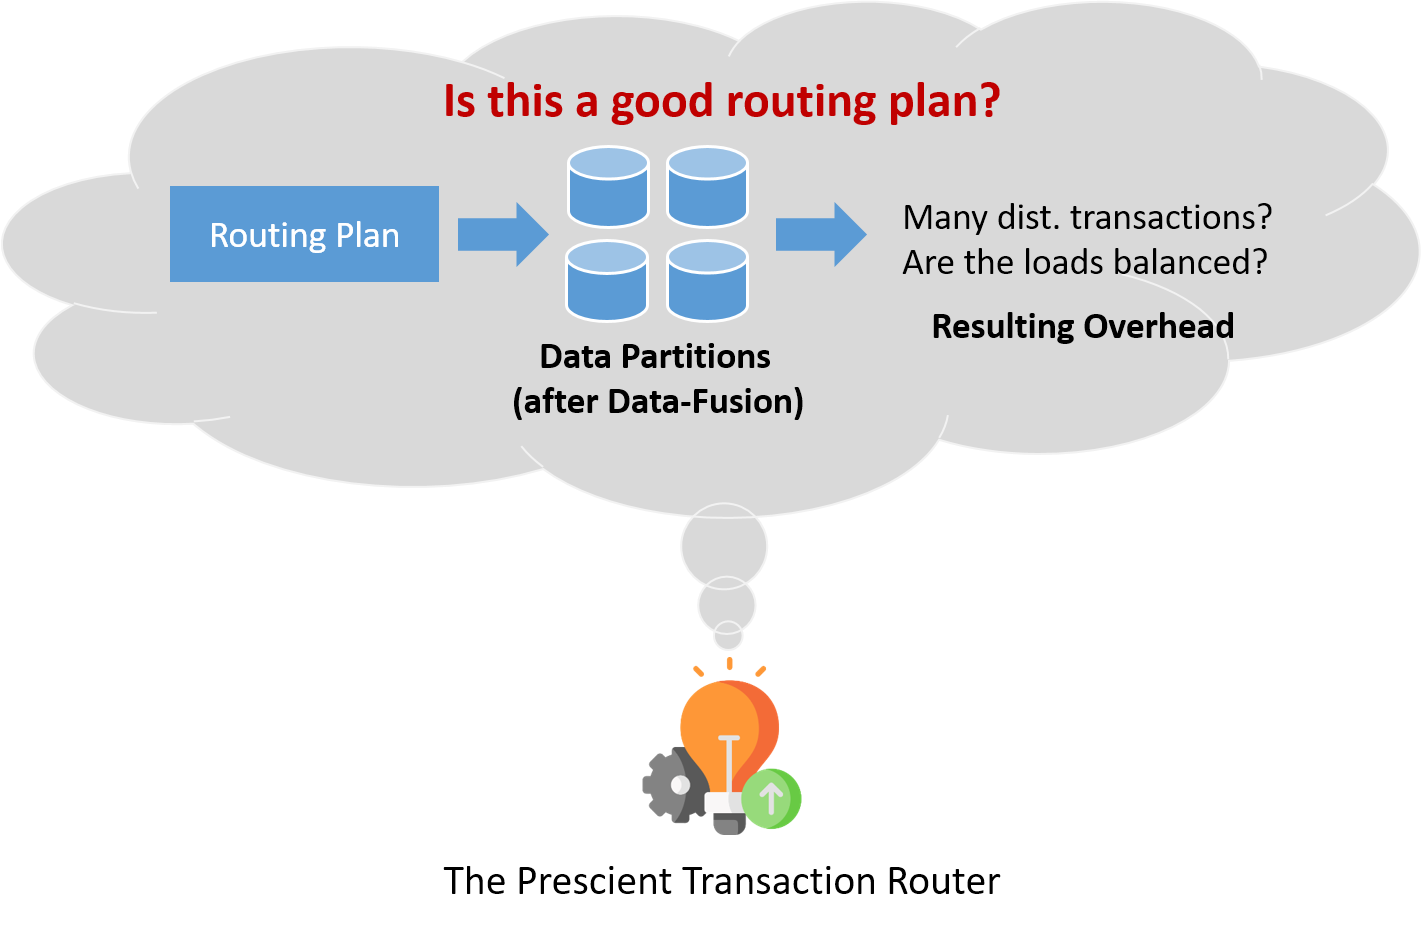 Is this a good routing plan?
Routing Plan
Data Partitions
(after Data-Fusion)
Many dist. transactions?
Are the loads balanced?
Resulting Overhead
The Prescient Transaction Router